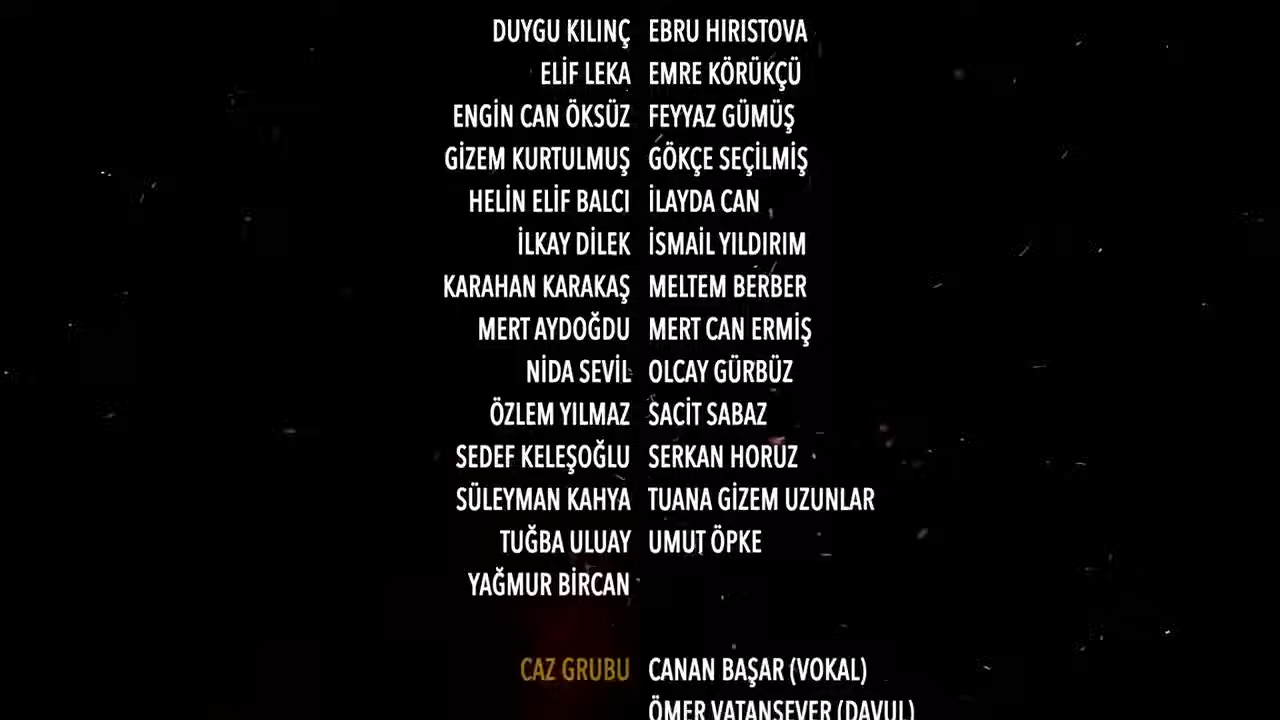 DUYGU KILINÇ EBRU HIRISTOVA
ELİF LEKA EMRE KÖRÜKÇÜ
ENGİN CAN ÖKSÜZ FEYYAZ GÜMÜŞ
GİZEM KURTULMUŞ GÖKÇE SEÇİLMİŞ
HELİN ELİF BALCI İLAYDA CAN
İLKAY DİLEK İSMAİL YILDIRIM
KARAHAN KARAKAŞ MELTEM BERBER
MERT AYDOĞDU MERT CAN ERMİŞ
NİDA SEVİL OLCAY GÜRBÜZ
ÖZLEM YILMAZ SACİT SABAZ
SEDEF KELEŞOĞLU SERKAN HORUZ
SÜLEYMAN KAHYA TUANA GİZEM UZUNLAR
TUĞBA ULUAY UMUT ÖPKE
YAĞMUR BİRCAN
CAZ GRUBU CANAN BAŞAR (VOKAL)
ÖMER VATANSEVER (DAVUL)